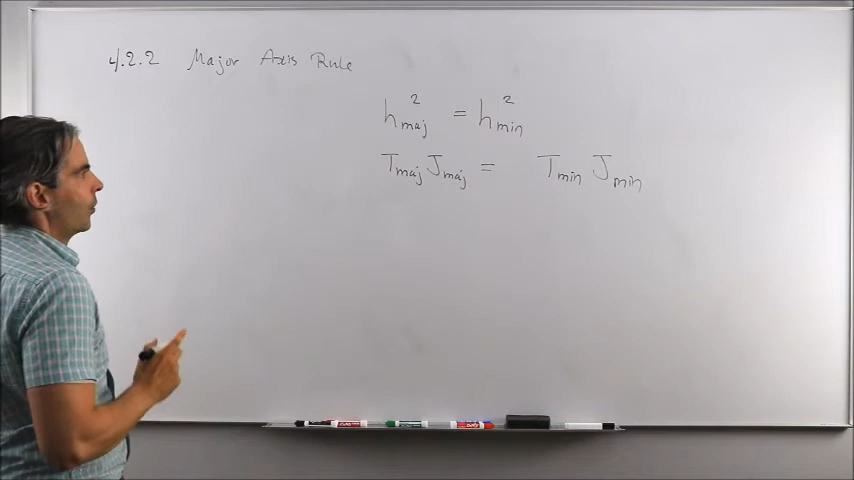 4.2.2 Major Axis Rule
h²maj = h²min
Tmaj Jmaj = Tmin Jmin